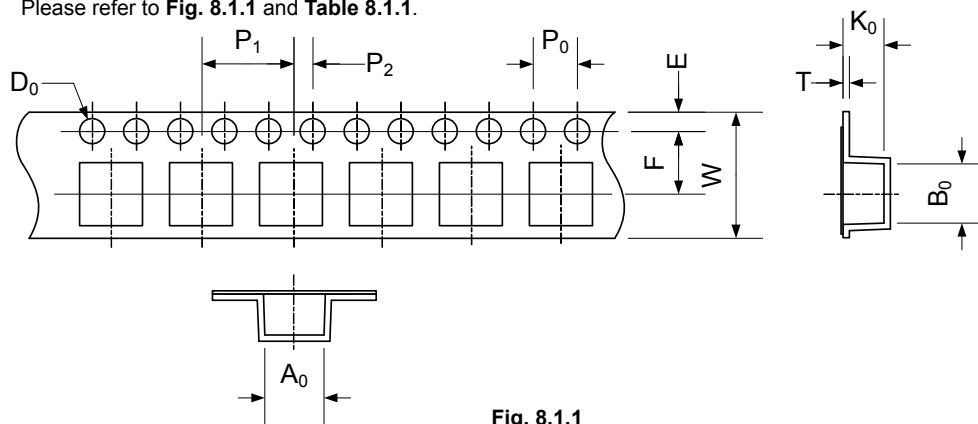 Please refer to Fig. 8.1.1 and Table 8.1.1.
P₁
P₂
P₀
E
K₀
D₀
T
F
W
B₀
A₀
Fig. 8.1.1